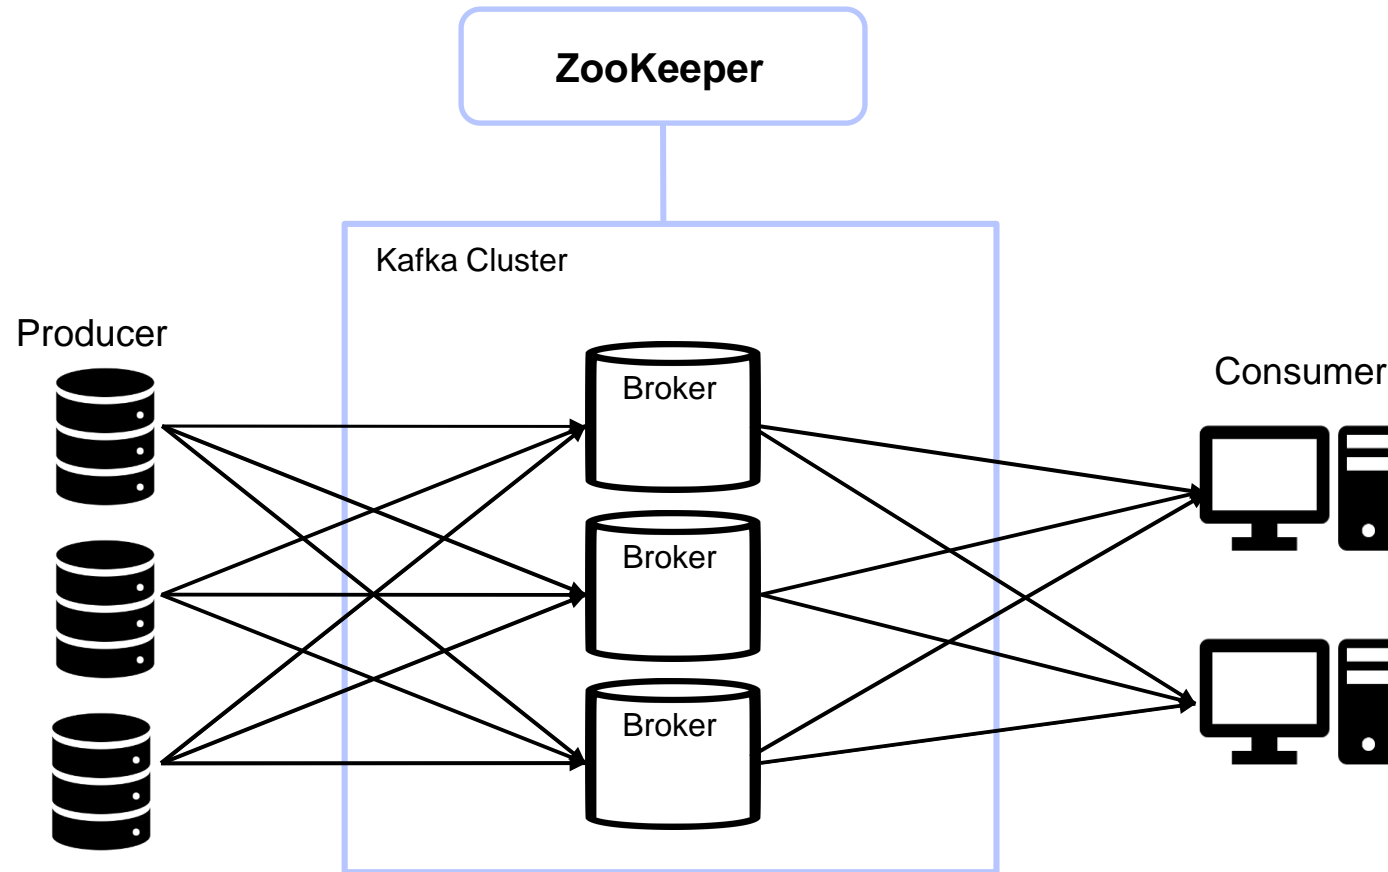 ZooKeeper
Kafka Cluster
Producer
Consumer
Broker
Broker
Broker